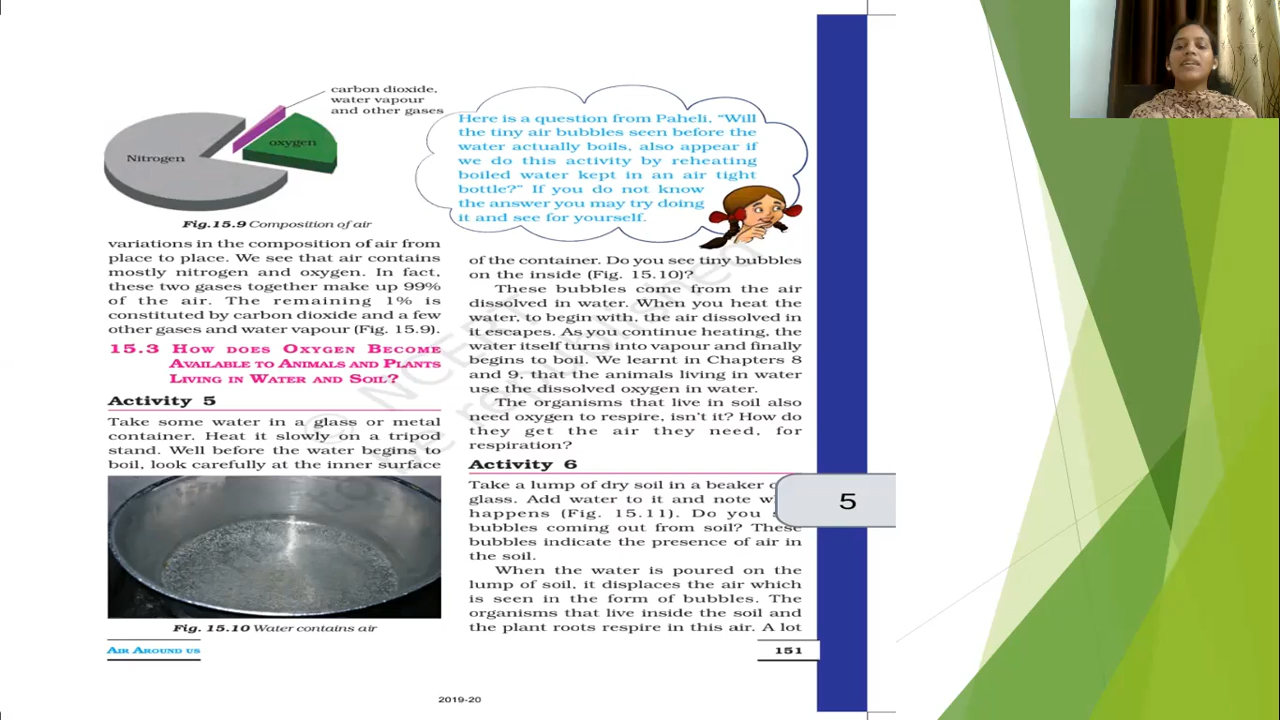 carbon dioxide,
water vapour
and other gases
Nitrogen
oxygen
Fig.15.9 Composition of air
variations in the composition of air from
place to place. We see that air contains
mostly nitrogen and oxygen. In fact,
these two gases together make up 99%
of the air. The remaining 1% is
constituted by carbon dioxide and a few
other gases and water vapour (Fig. 15.9).
15.3 HOW DOES OXYGEN BECOME
AVAILABLE TO ANIMALS AND PLANTS
LIVING IN WATER AND SOIL?
Activity 5
Take some water in a glass or metal
container. Heat it slowly on a tripod
stand. Well before the water begins to
boil, look carefully at the inner surface
Fig. 15.10 Water contains air
Here is a question from Paheli, “Will
the tiny air bubbles seen before the
water actually boils, also appear if
we do this activity by reheating
boiled water kept in an air tight
bottle?” If you do not know
the answer you may try doing
it and see for yourself.
of the container. Do you see tiny bubbles
on the inside (Fig. 15.10)?
These bubbles come from the air
dissolved in water. When you heat the
water, to begin with, the air dissolved in
it escapes. As you continue heating, the
water itself turns into vapour and finally
begins to boil. We learnt in Chapters 8
and 9, that the animals living in water
use the dissolved oxygen in water.
The organisms that live in soil also
need oxygen to respire, isn't it? How do
they get the air they need, for
respiration?
Activity 6
Take a lump of dry soil in a beaker
glass. Add water to it and note
happens (Fig. 15.11). Do you
bubbles coming out from soil? These
bubbles indicate the presence of air in
the soil.
When the water is poured on the
lump of soil, it displaces the air which
is seen in the form of bubbles. The
organisms that live inside the soil and
the plant roots respire in this air. A lot
5
AIR AROUND US
151
2019-20
© NCERT
be republished